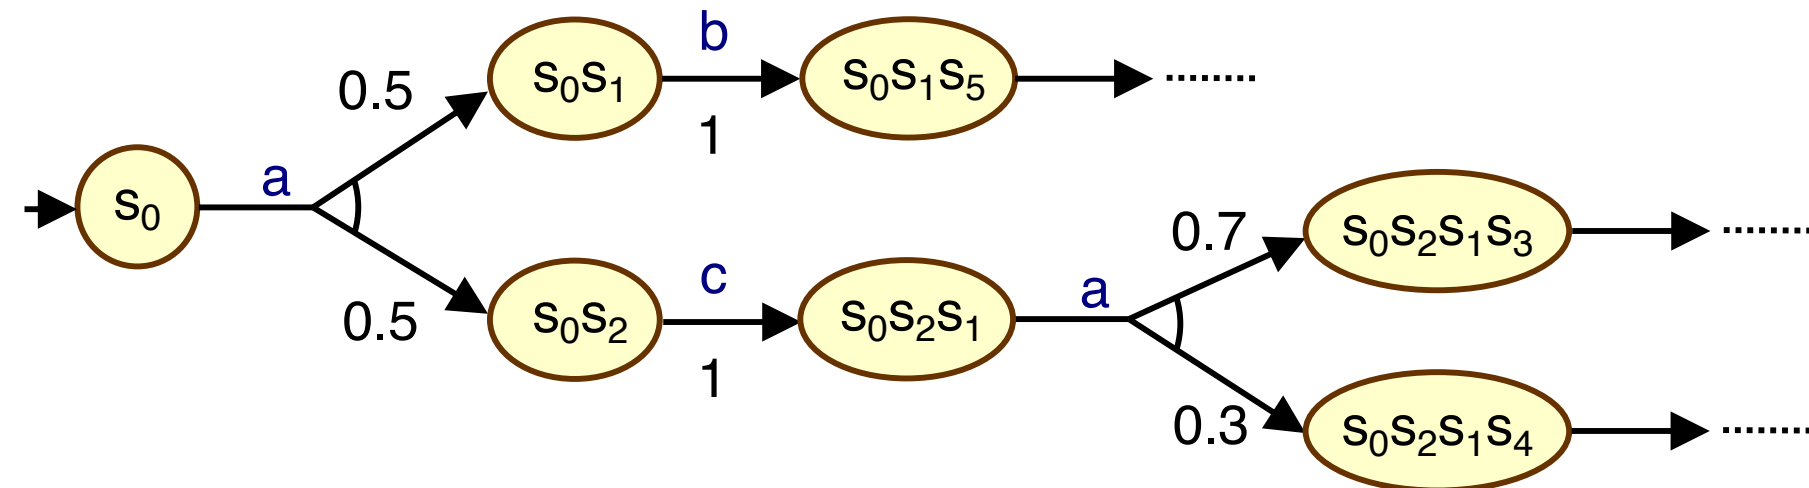 b
0.5
s₀s₁
s₀s₁s₅
1
a
s₀
0.7
s₀s₂s₁s₃
c
0.5
s₀s₂
s₀s₂s₁
a
1
0.3
s₀s₂s₁s₄